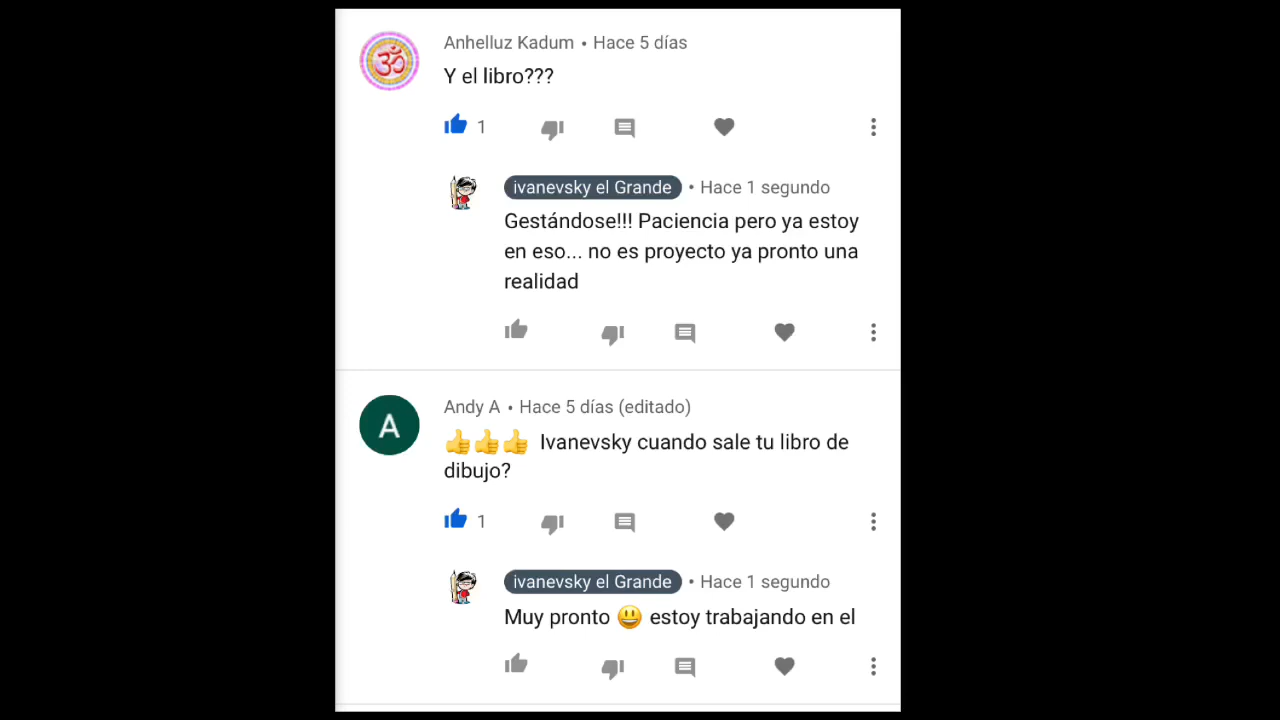 Anhelluz Kadum • Hace 5 días
Y el libro???
1
ivanevsky el Grande • Hace 1 segundo
Gestándose!!! Paciencia pero ya estoy
en eso... no es proyecto ya pronto una
realidad
A
Andy A • Hace 5 días (editado)
👍👍👍 Ivanevsky cuando sale tu libro de
dibujo?
1
ivanevsky el Grande • Hace 1 segundo
Muy pronto 😃 estoy trabajando en el